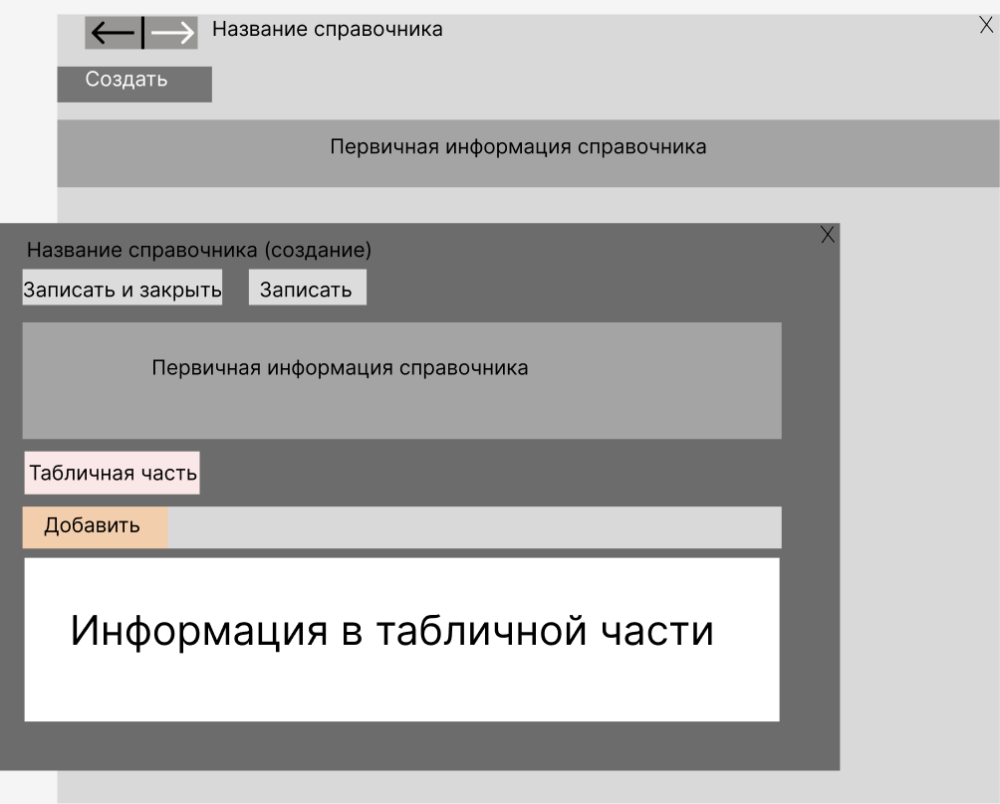 Название справочника
X
Создать
Первичная информация справочника
X
Название справочника (создание)
Записать и закрыть
Записать
Первичная информация справочника
Табличная часть
Добавить
Информация в табличной части